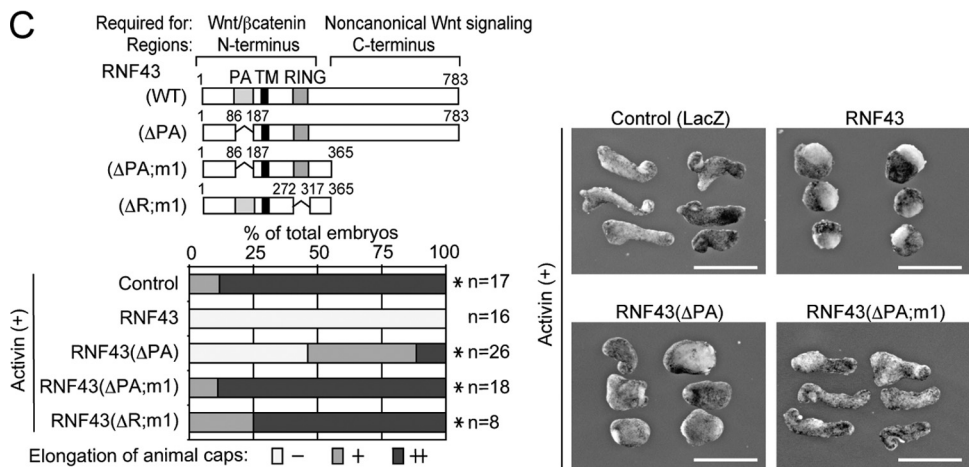 C
Required for: Wnt/βcatenin Noncanonical Wnt signaling
Regions: N-terminus C-terminus
RNF43
PA TM RING
1 783
(WT)
1 86 187 783
(ΔPA)
1 86 187 365
(ΔPA;m1)
1 272 317 365
(ΔR;m1)
% of total embryos
0 25 50 75 100
Activin (+)
Control * n=17
RNF43 n=16
RNF43(ΔPA) * n=26
RNF43(ΔPA;m1) * n=18
RNF43(ΔR;m1) * n=8
Elongation of animal caps: − + ++
Activin (+)
Control (LacZ) RNF43
RNF43(ΔPA) RNF43(ΔPA;m1)